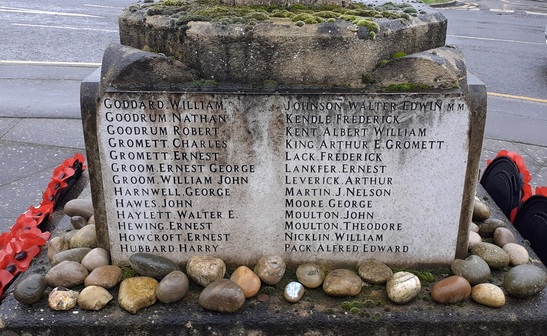 GODDARD. WILLIAM.
GOODRUM. NATHAN
GOODRUM. ROBERT
GROMETT. CHARLES
GROMETT. ERNEST
GROOM. ERNEST GEORGE
GROOM. WILLIAM JOHN
HARNWELL. GEORGE
HAWES. JOHN
HAYLETT. WALTER E.
HEWING. ERNEST
HOWCROFT. ERNEST
HUBBARD. HARRY
JOHNSON. WALTER EDWIN M M
KENDLE. FREDERICK
KENT. ALBERT WILLIAM
KING. ARTHUR E. GROMETT
LACK. FREDERICK
LANKFER. ERNEST
LEVERICK. ARTHUR
MARTIN. J. NELSON
MOORE. GEORGE
MOULTON. JOHN
MOULTON. THEODORE
NICKLIN. WILLIAM
PACK. ALFRED EDWARD